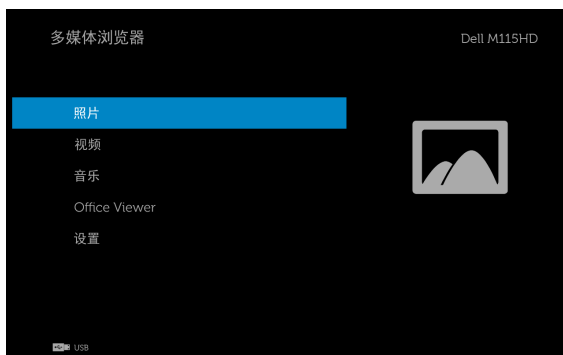 多媒体浏览器
Dell M115HD
照片
视频
音乐
Office Viewer
设置
USB